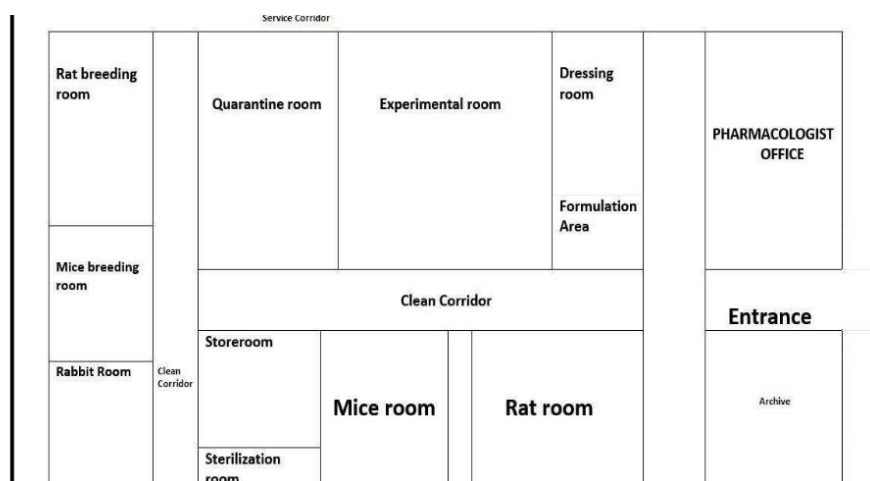 Service Corridor
Rat breeding
room
Quarantine room
Experimental room
Dressing
room
PHARMACOLOGIST
OFFICE
Formulation
Area
Mice breeding
room
Clean Corridor
Entrance
Storeroom
Rabbit Room
Clean
Corridor
Mice room
Rat room
Archive
Sterilization
room